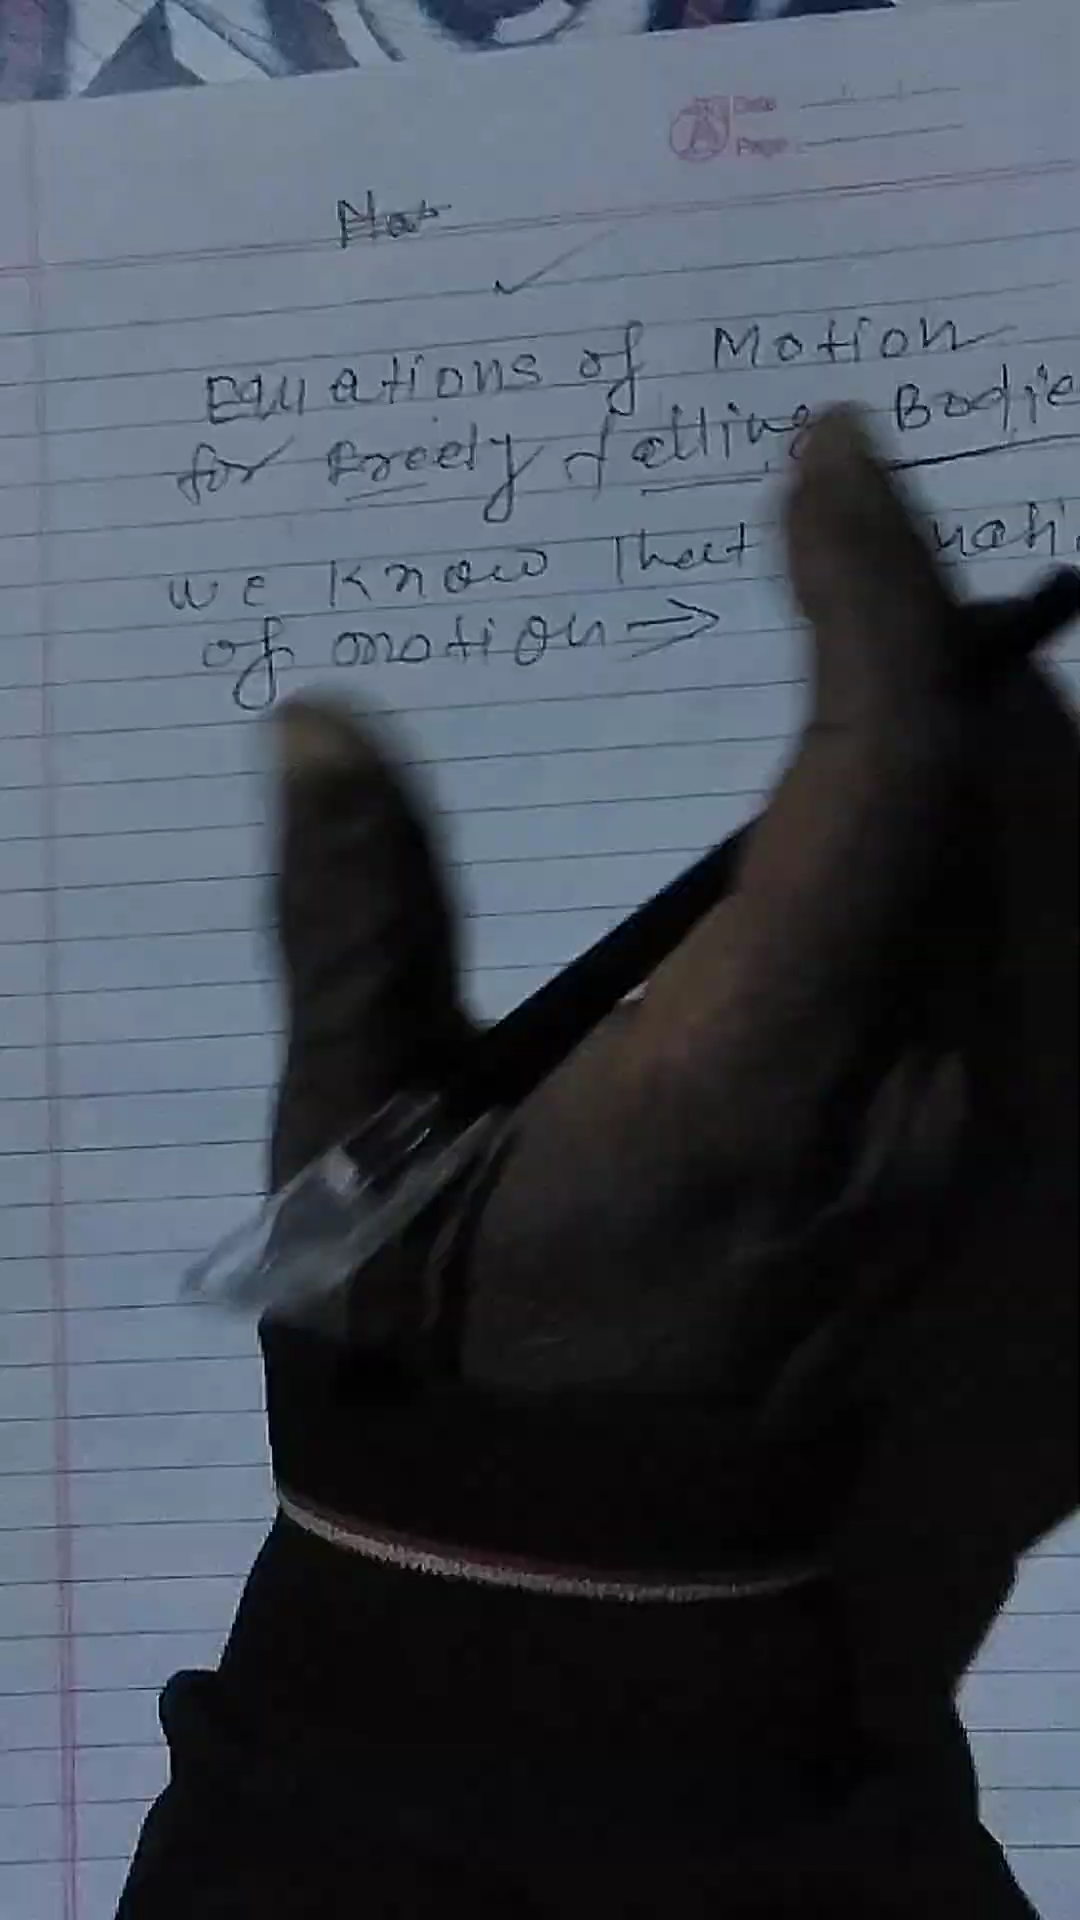 Date
Page
Equations of Motion
for Freely falling Bodie
we know That
of motion →